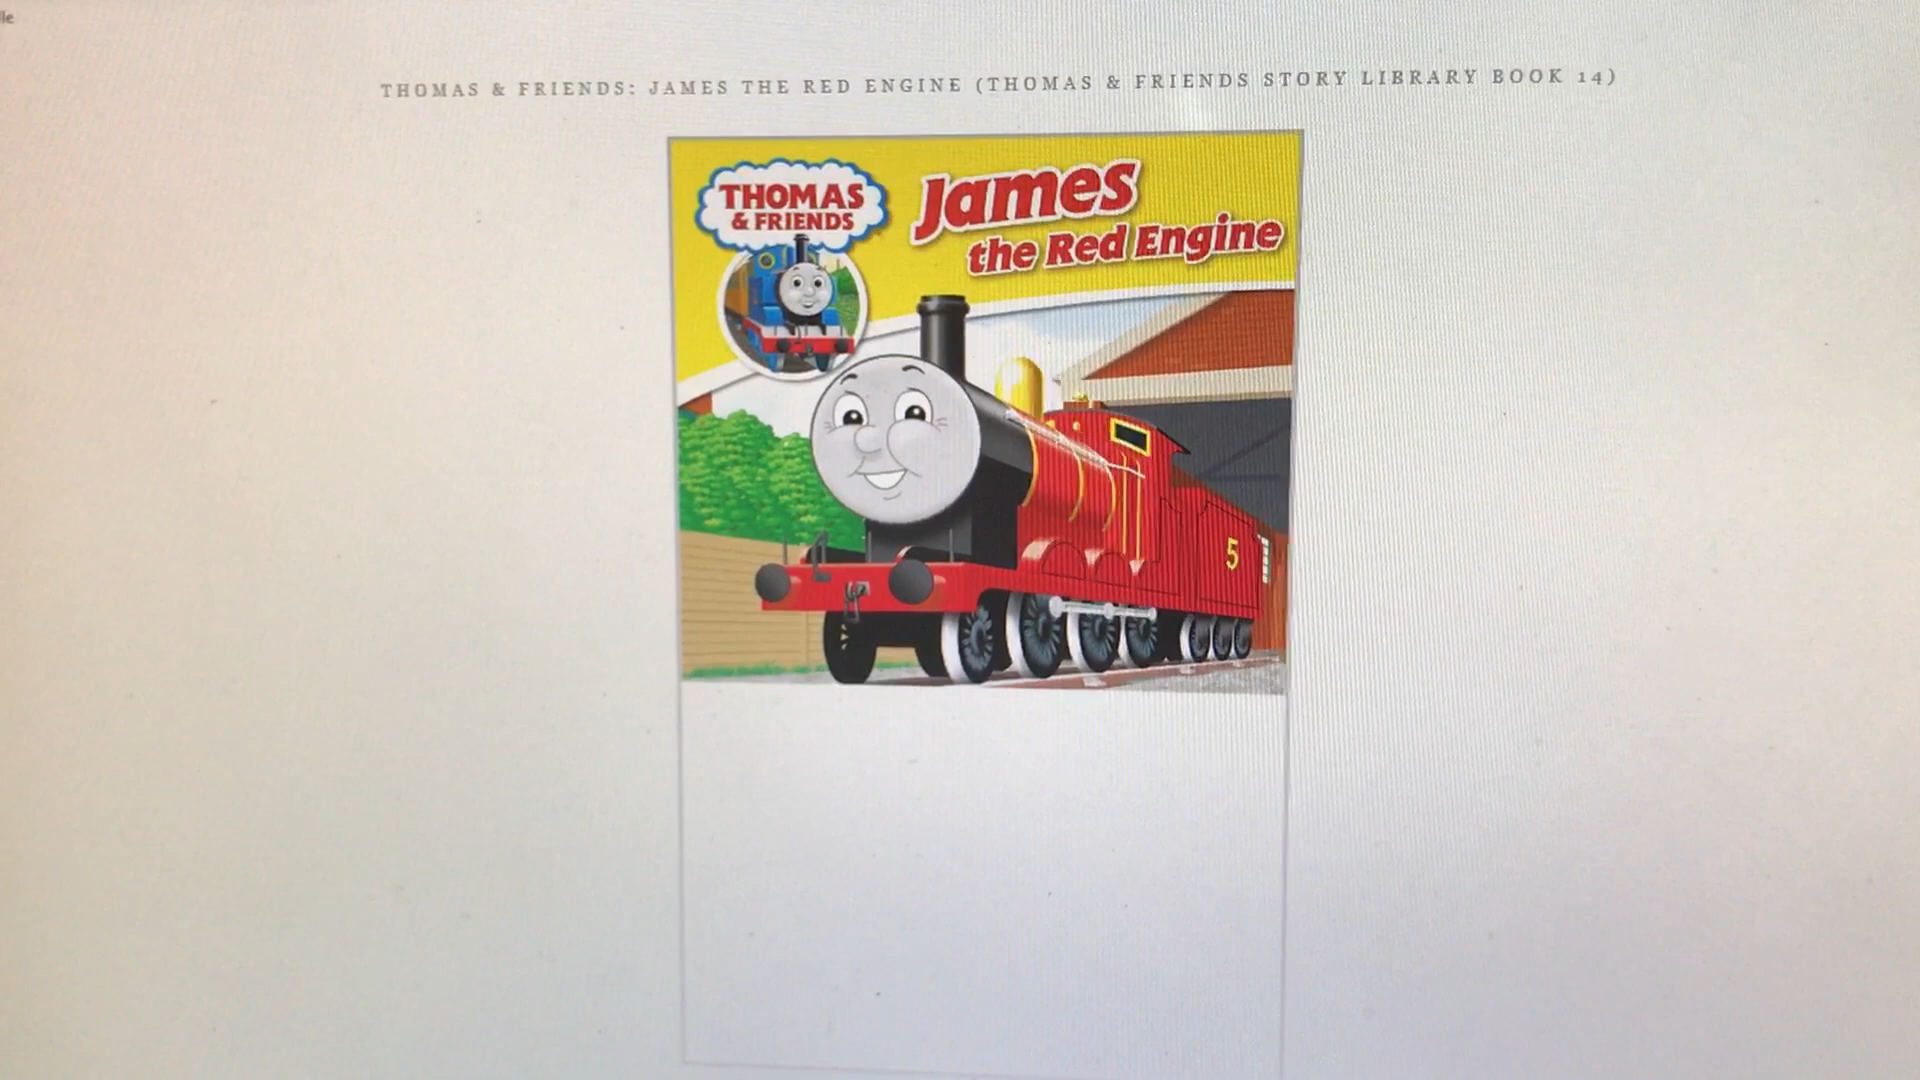 THOMAS & FRIENDS: JAMES THE RED ENGINE (THOMAS & FRIENDS STORY LIBRARY BOOK 14)
THOMAS
& FRIENDS
James
the Red Engine
5